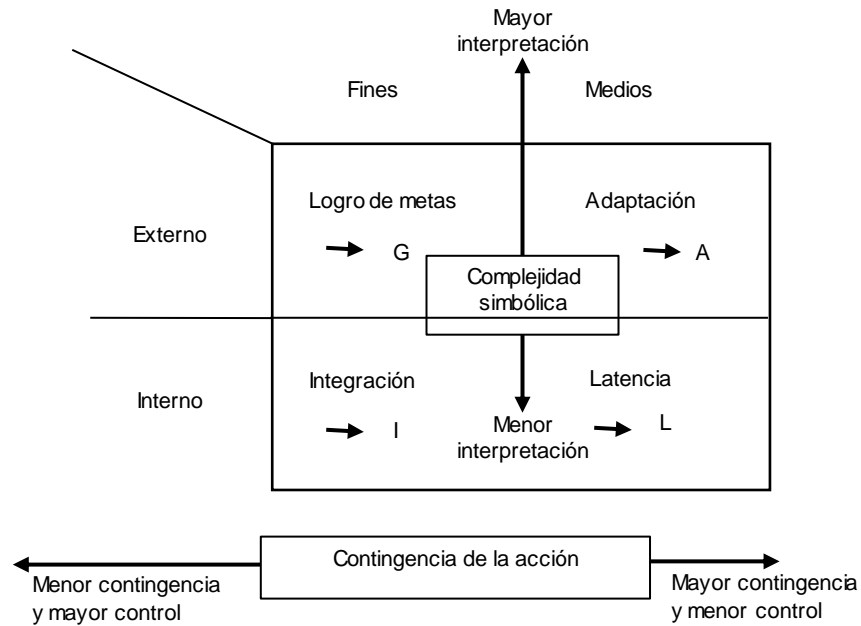 Mayor
interpretación
Fines
Medios
Logro de metas
Adaptación
Externo
G
A
Complejidad
simbólica
Integración
Latencia
Interno
I
Menor
interpretación
L
Contingencia de la acción
Menor contingencia
y mayor control
Mayor contingencia
y menor control